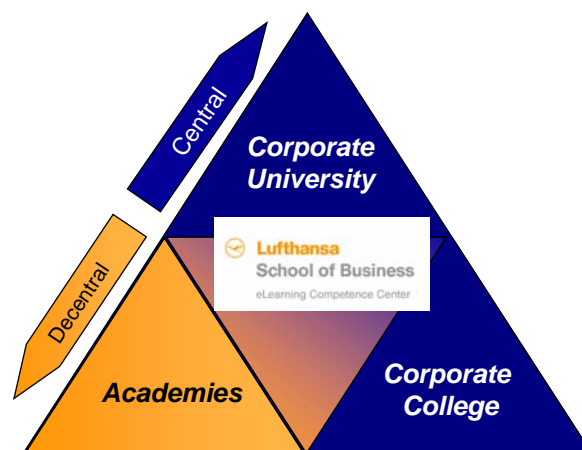 Central
Corporate
University
Lufthansa
School of Business
eLearning Competence Center
Decentral
Academies
Corporate
College